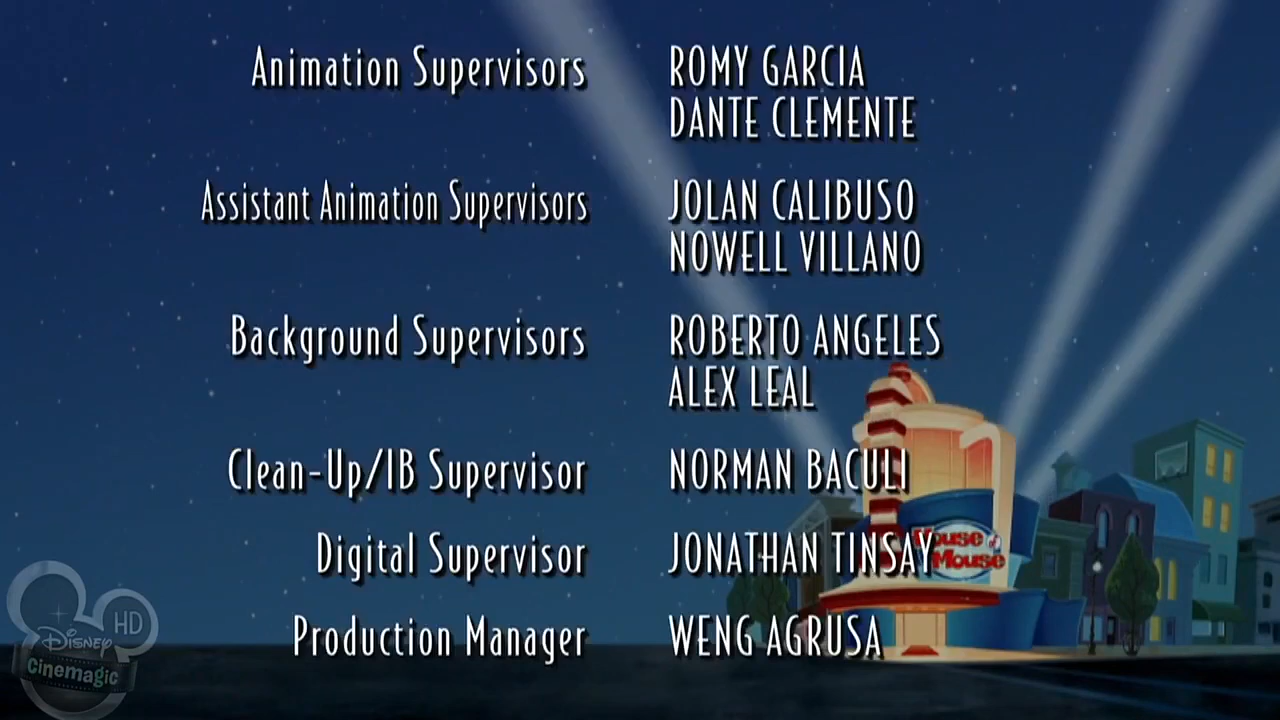 Animation Supervisors ROMY GARCIA
DANTE CLEMENTE
Assistant Animation Supervisors JOLAN CALIBUSO
NOWELL VILLANO
Background Supervisors ROBERTO ANGELES
ALEX LEAL
Clean-Up/IB Supervisor NORMAN BACULI
Digital Supervisor JONATHAN TINSAY
House of
Mouse
Production Manager WENG AGRUSA
HD
DISNEY
Cinemagic